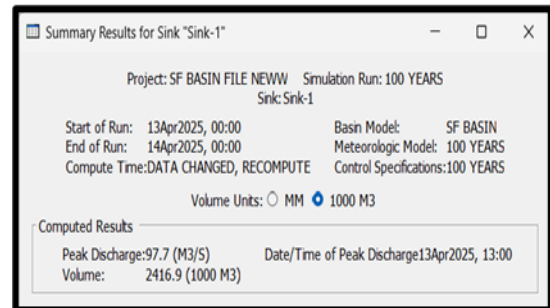 Summary Results for Sink "Sink-1"
Project: SF BASIN FILE NEWW Simulation Run: 100 YEARS
Sink: Sink-1
Start of Run: 13Apr2025, 00:00 Basin Model: SF BASIN
End of Run: 14Apr2025, 00:00 Meteorologic Model: 100 YEARS
Compute Time:DATA CHANGED, RECOMPUTE Control Specifications:100 YEARS
Volume Units: MM 1000 M3
Computed Results
Peak Discharge:97.7 (M3/S) Date/Time of Peak Discharge13Apr2025, 13:00
Volume: 2416.9 (1000 M3)